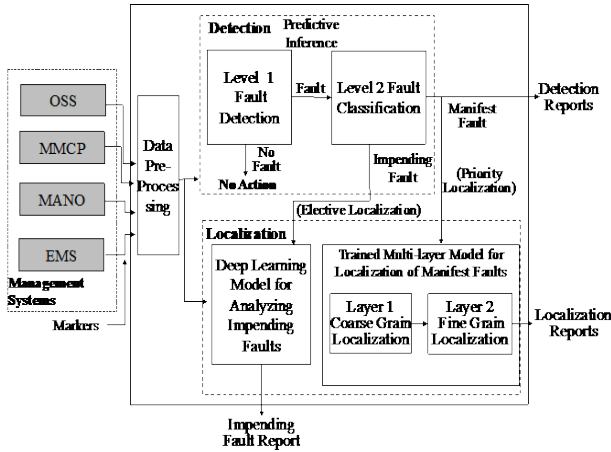 Detection
Predictive
Inference
Level 1
Fault
Detection
Fault
Level 2 Fault
Classification
Detection
Reports
Manifest
Fault
No
Fault
No Action
Impending
Fault
(Priority
Localization)
(Elective Localization)
OSS
MMCP
MANO
EMS
Management
Systems
Markers
Data
Pre-
Proces
sing
Localization
Deep Learning
Model for
Analyzing
Impending
Faults
Trained Multi-layer Model for
Localization of Manifest Faults
Layer 1
Coarse Grain
Localization
Layer 2
Fine Grain
Localization
Localization
Reports
Impending
Fault Report